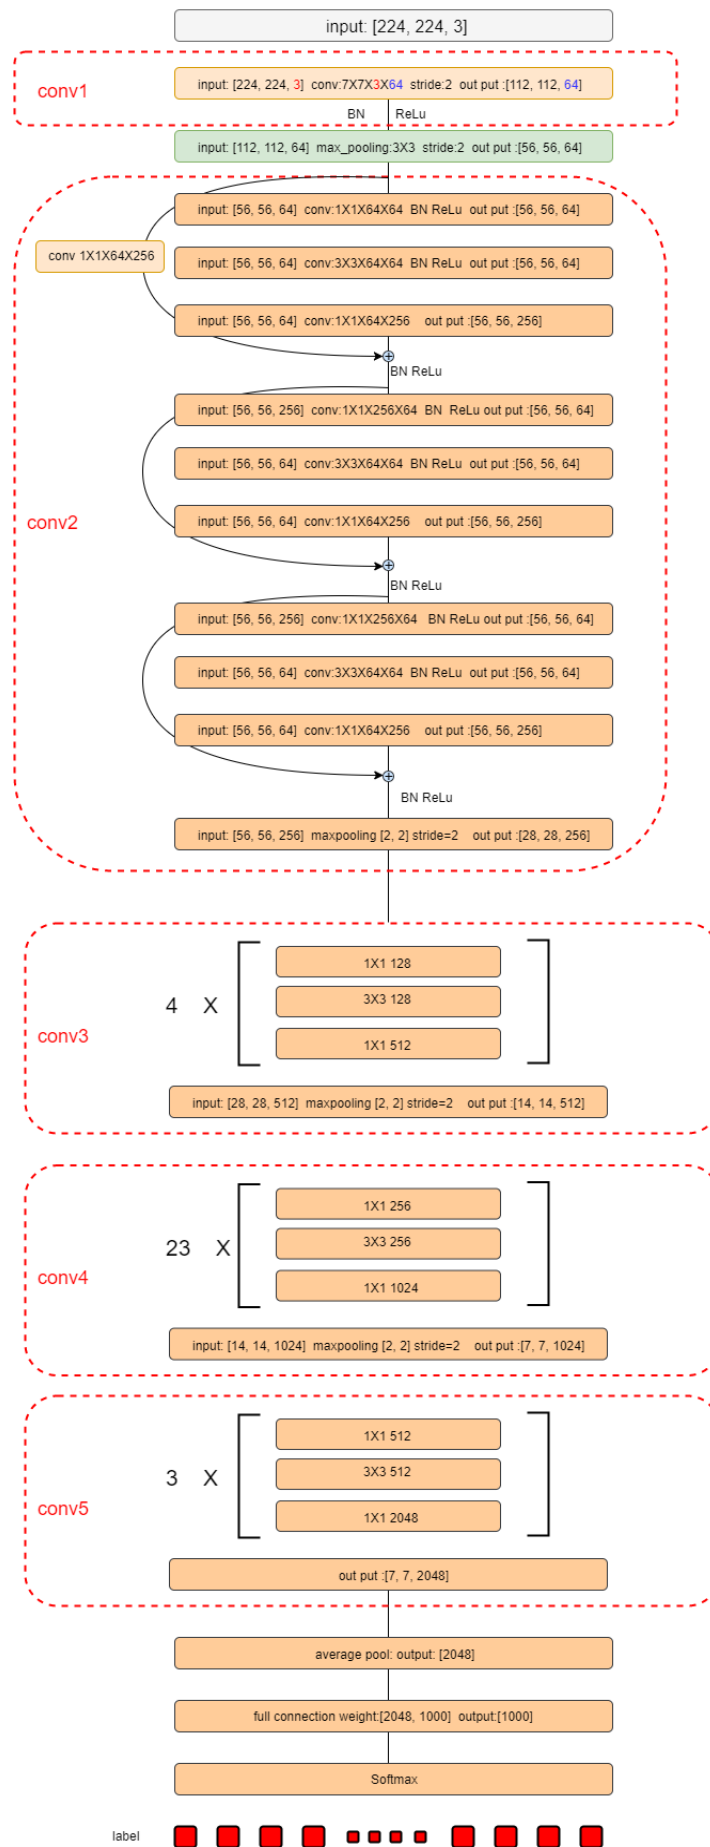 input: [224, 224, 3]
conv1
input: [224, 224, 3] conv:7X7X3X64 stride:2 out put :[112, 112, 64]
BN ReLu
input: [112, 112, 64] max_pooling:3X3 stride:2 out put :[56, 56, 64]
input: [56, 56, 64] conv:1X1X64X64 BN ReLu out put :[56, 56, 64]
conv 1X1X64X256
input: [56, 56, 64] conv:3X3X64X64 BN ReLu out put :[56, 56, 64]
input: [56, 56, 64] conv:1X1X64X256 out put :[56, 56, 256]
BN ReLu
input: [56, 56, 256] conv:1X1X256X64 BN ReLu out put :[56, 56, 64]
input: [56, 56, 64] conv:3X3X64X64 BN ReLu out put :[56, 56, 64]
conv2
input: [56, 56, 64] conv:1X1X64X256 out put :[56, 56, 256]
BN ReLu
input: [56, 56, 256] conv:1X1X256X64 BN ReLu out put :[56, 56, 64]
input: [56, 56, 64] conv:3X3X64X64 BN ReLu out put :[56, 56, 64]
input: [56, 56, 64] conv:1X1X64X256 out put :[56, 56, 256]
BN ReLu
input: [56, 56, 256] maxpooling [2, 2] stride=2 out put :[28, 28, 256]
conv3
4 X
1X1 128
3X3 128
1X1 512
input: [28, 28, 512] maxpooling [2, 2] stride=2 out put :[14, 14, 512]
conv4
23 X
1X1 256
3X3 256
1X1 1024
input: [14, 14, 1024] maxpooling [2, 2] stride=2 out put :[7, 7, 1024]
conv5
3 X
1X1 512
3X3 512
1X1 2048
out put :[7, 7, 2048]
average pool: output: [2048]
full connection weight:[2048, 1000] output:[1000]
Softmax
label